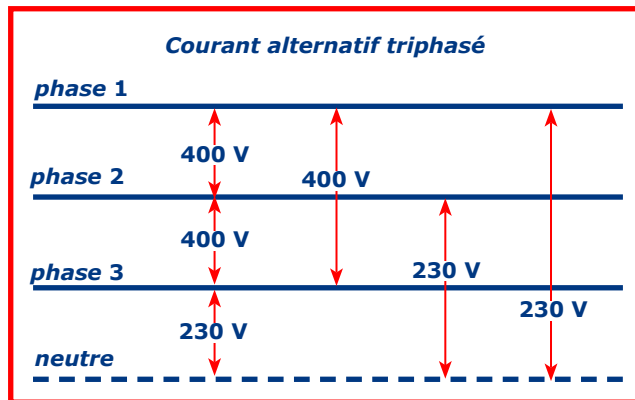 Courant alternatif triphasé
phase 1
400 V
400 V
phase 2
400 V
230 V
phase 3
230 V
230 V
neutre